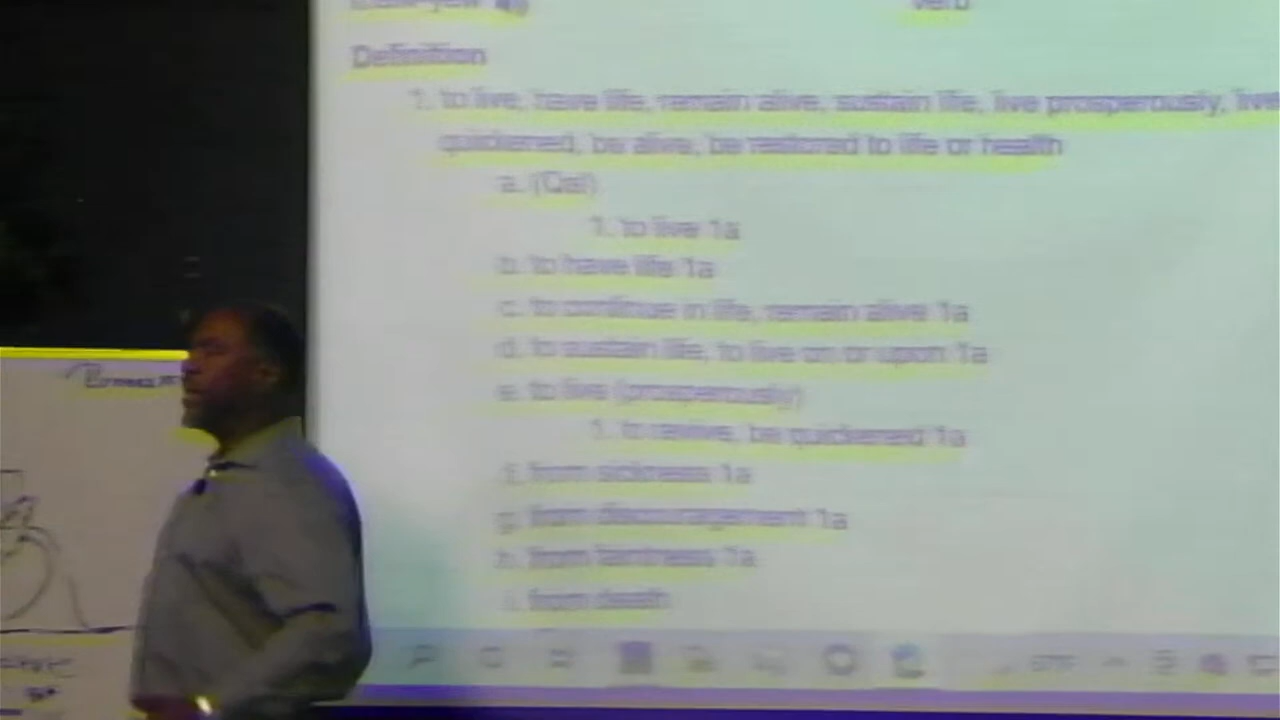 verb
Definition
1. to live, have life, remain alive, sustain life, live prosperously, live
quickened, be alive, be restored to life or health
a. (Qal)
1. to live 1a
b. to have life 1a
c. to continue in life, remain alive 1a
d. to sustain life, to live on or upon 1a
e. to live (prosperously)
1. to revive, be quickened 1a
f. from sickness 1a
g. from discouragement 1a
h. from faintness 1a
i. from death